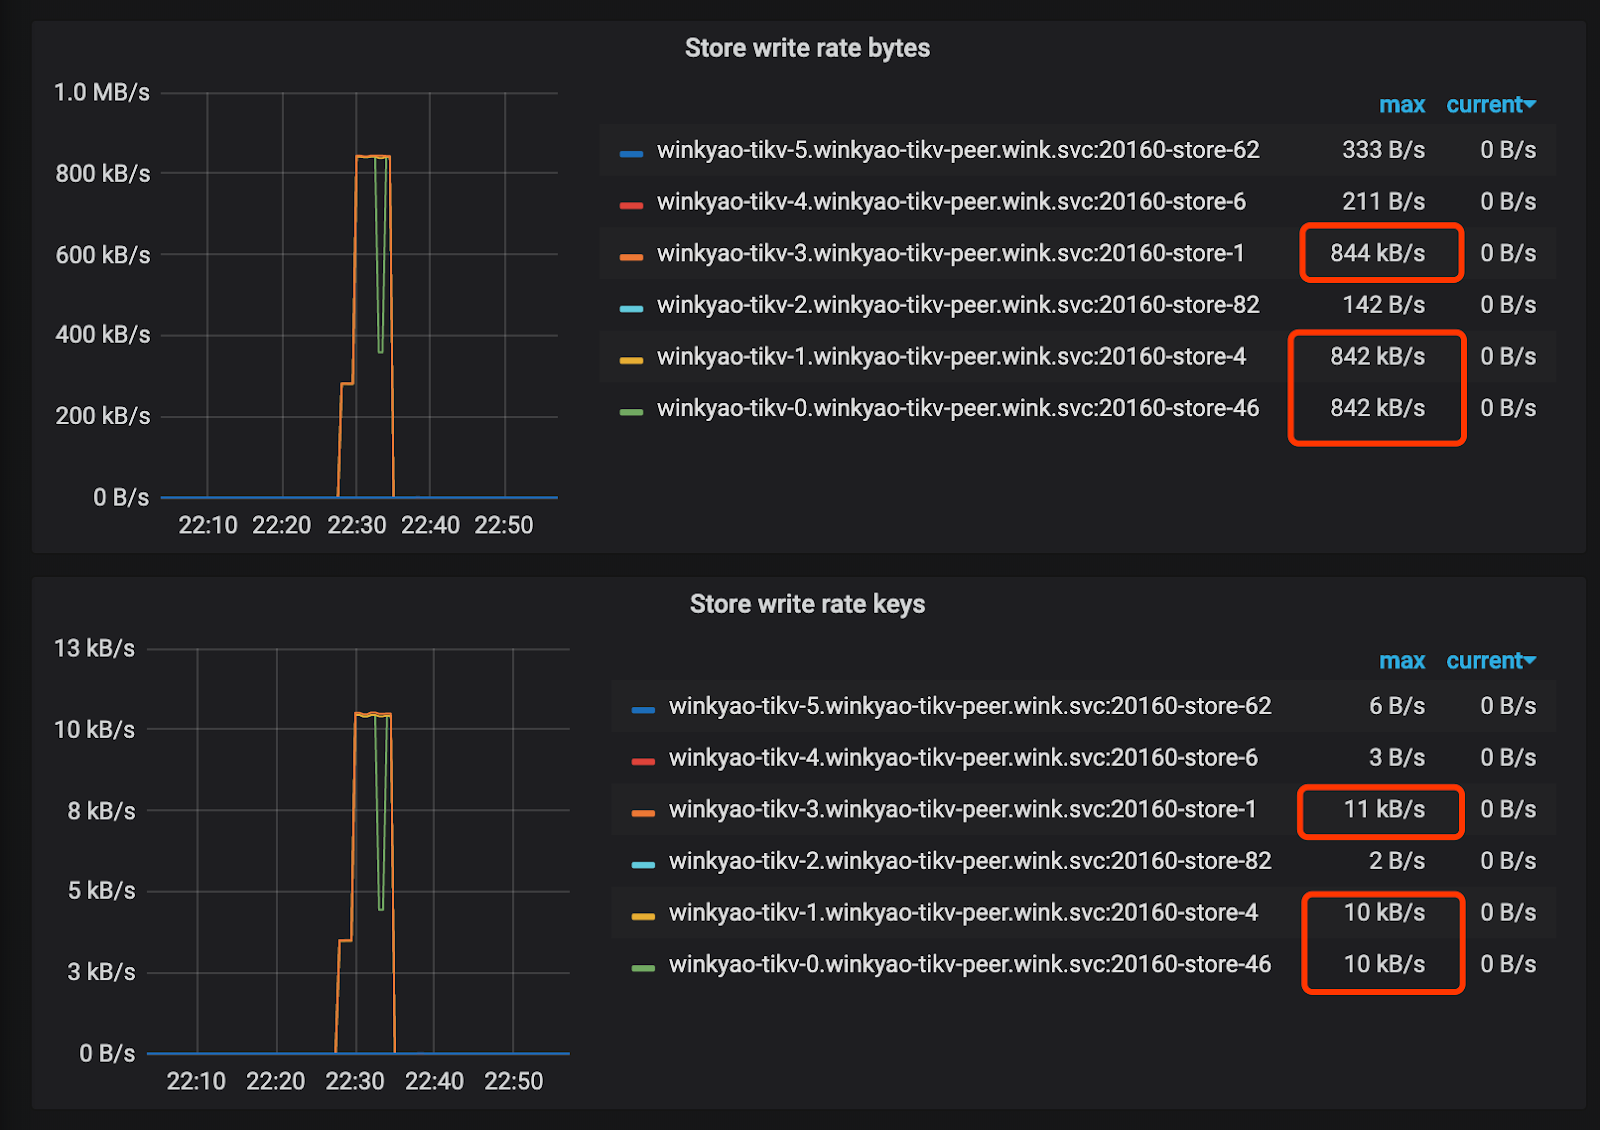 Store write rate bytes
1.0 MB/s
800 kB/s
600 kB/s
400 kB/s
200 kB/s
0 B/s
22:10 22:20 22:30 22:40 22:50
max current
winkyao-tikv-5.winkyao-tikv-peer.wink.svc:20160-store-62 333 B/s 0 B/s
winkyao-tikv-4.winkyao-tikv-peer.wink.svc:20160-store-6 211 B/s 0 B/s
winkyao-tikv-3.winkyao-tikv-peer.wink.svc:20160-store-1 844 kB/s 0 B/s
winkyao-tikv-2.winkyao-tikv-peer.wink.svc:20160-store-82 142 B/s 0 B/s
winkyao-tikv-1.winkyao-tikv-peer.wink.svc:20160-store-4 842 kB/s 0 B/s
winkyao-tikv-0.winkyao-tikv-peer.wink.svc:20160-store-46 842 kB/s 0 B/s
Store write rate keys
13 kB/s
10 kB/s
8 kB/s
5 kB/s
3 kB/s
0 B/s
22:10 22:20 22:30 22:40 22:50
max current
winkyao-tikv-5.winkyao-tikv-peer.wink.svc:20160-store-62 6 B/s 0 B/s
winkyao-tikv-4.winkyao-tikv-peer.wink.svc:20160-store-6 3 B/s 0 B/s
winkyao-tikv-3.winkyao-tikv-peer.wink.svc:20160-store-1 11 kB/s 0 B/s
winkyao-tikv-2.winkyao-tikv-peer.wink.svc:20160-store-82 2 B/s 0 B/s
winkyao-tikv-1.winkyao-tikv-peer.wink.svc:20160-store-4 10 kB/s 0 B/s
winkyao-tikv-0.winkyao-tikv-peer.wink.svc:20160-store-46 10 kB/s 0 B/s